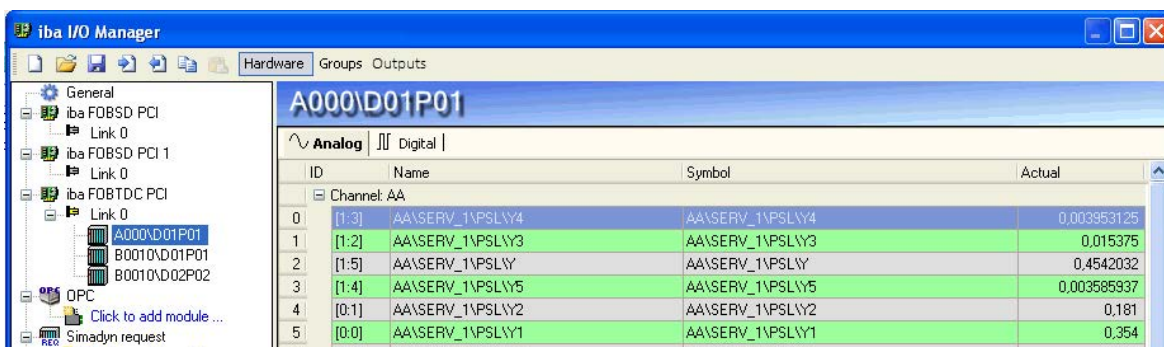 iba I/O Manager
Hardware Groups Outputs
General
iba FOBSD PCI
Link 0
iba FOBSD PCI 1
Link 0
iba FOBTDC PCI
Link 0
A000\D01P01
B0010\D01P01
B0010\D02P02
OPC
Click to add module ...
REQ Simadyn request
A000\D01P01
Analog Digital
ID Name Symbol Actual
Channel: AA
0 [1:3] AA\SERV_1\PSL\Y4 AA\SERV_1\PSL\Y4 0,003953125
1 [1:2] AA\SERV_1\PSL\Y3 AA\SERV_1\PSL\Y3 0,015375
2 [1:5] AA\SERV_1\PSL\Y AA\SERV_1\PSL\Y 0,4542032
3 [1:4] AA\SERV_1\PSL\Y5 AA\SERV_1\PSL\Y5 0,003585937
4 [0:1] AA\SERV_1\PSL\Y2 AA\SERV_1\PSL\Y2 0,181
5 [0:0] AA\SERV_1\PSL\Y1 AA\SERV_1\PSL\Y1 0,354